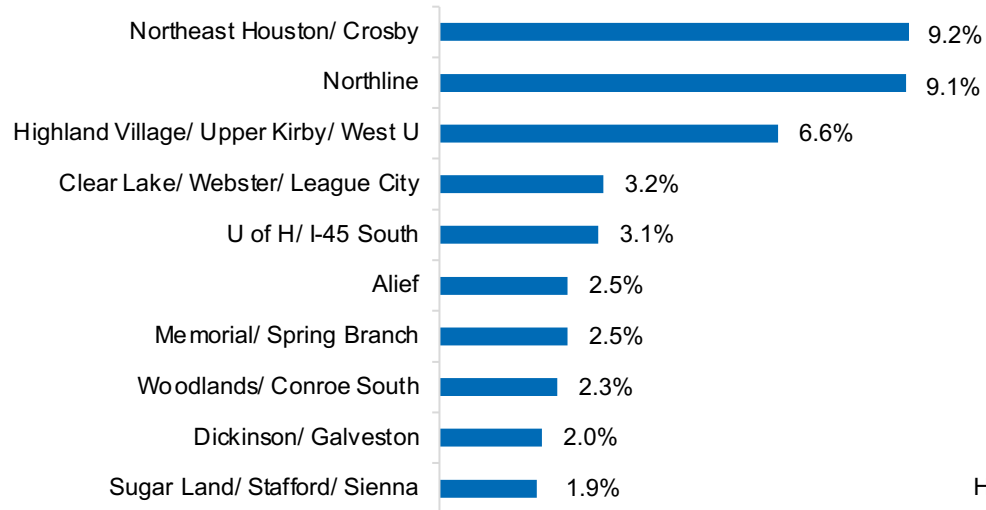 Northeast Houston/ Crosby 9.2%
Northline 9.1%
Highland Village/ Upper Kirby/ West U 6.6%
Clear Lake/ Webster/ League City 3.2%
U of H/ I-45 South 3.1%
Alief 2.5%
Memorial/ Spring Branch 2.5%
Woodlands/ Conroe South 2.3%
Dickinson/ Galveston 2.0%
Sugar Land/ Stafford/ Sienna 1.9%
H